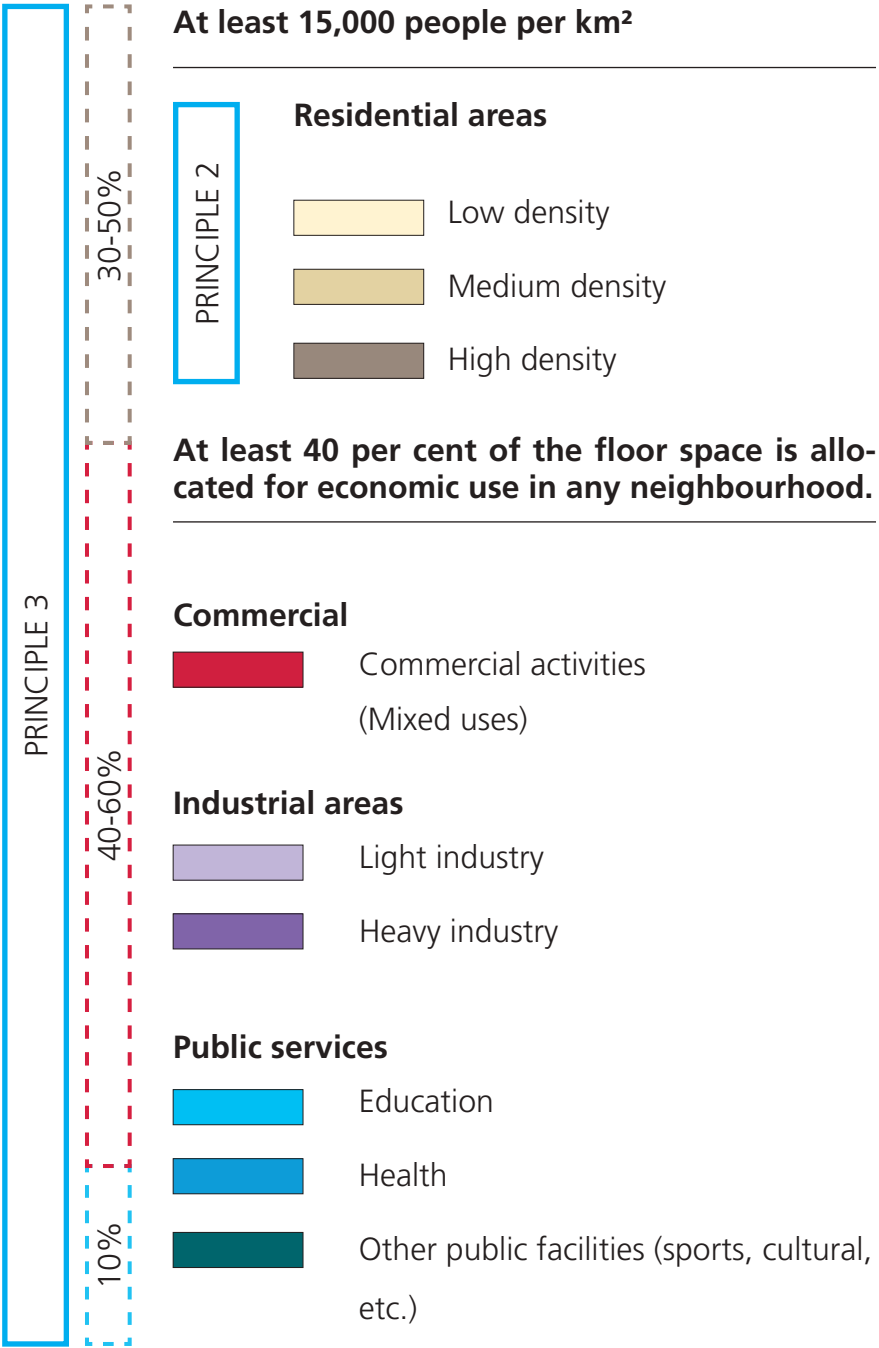 At least 15,000 people per km²
PRINCIPLE 3
30-50%
PRINCIPLE 2
Residential areas
Low density
Medium density
High density
At least 40 per cent of the floor space is allo-
cated for economic use in any neighbourhood.
40-60%
Commercial
Commercial activities
(Mixed uses)
Industrial areas
Light industry
Heavy industry
Public services
Education
Health
10%
Other public facilities (sports, cultural,
etc.)